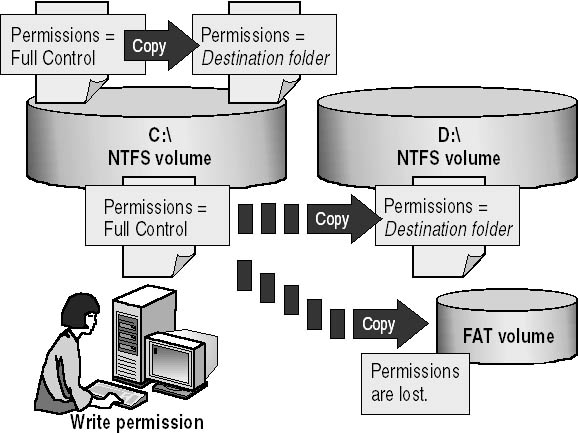 Permissions =
Full Control
Copy
Permissions =
Destination folder
C:\
NTFS volume
D:\
NTFS volume
Permissions =
Full Control
Copy
Permissions =
Destination folder
Copy
FAT volume
Permissions
are lost.
Write permission